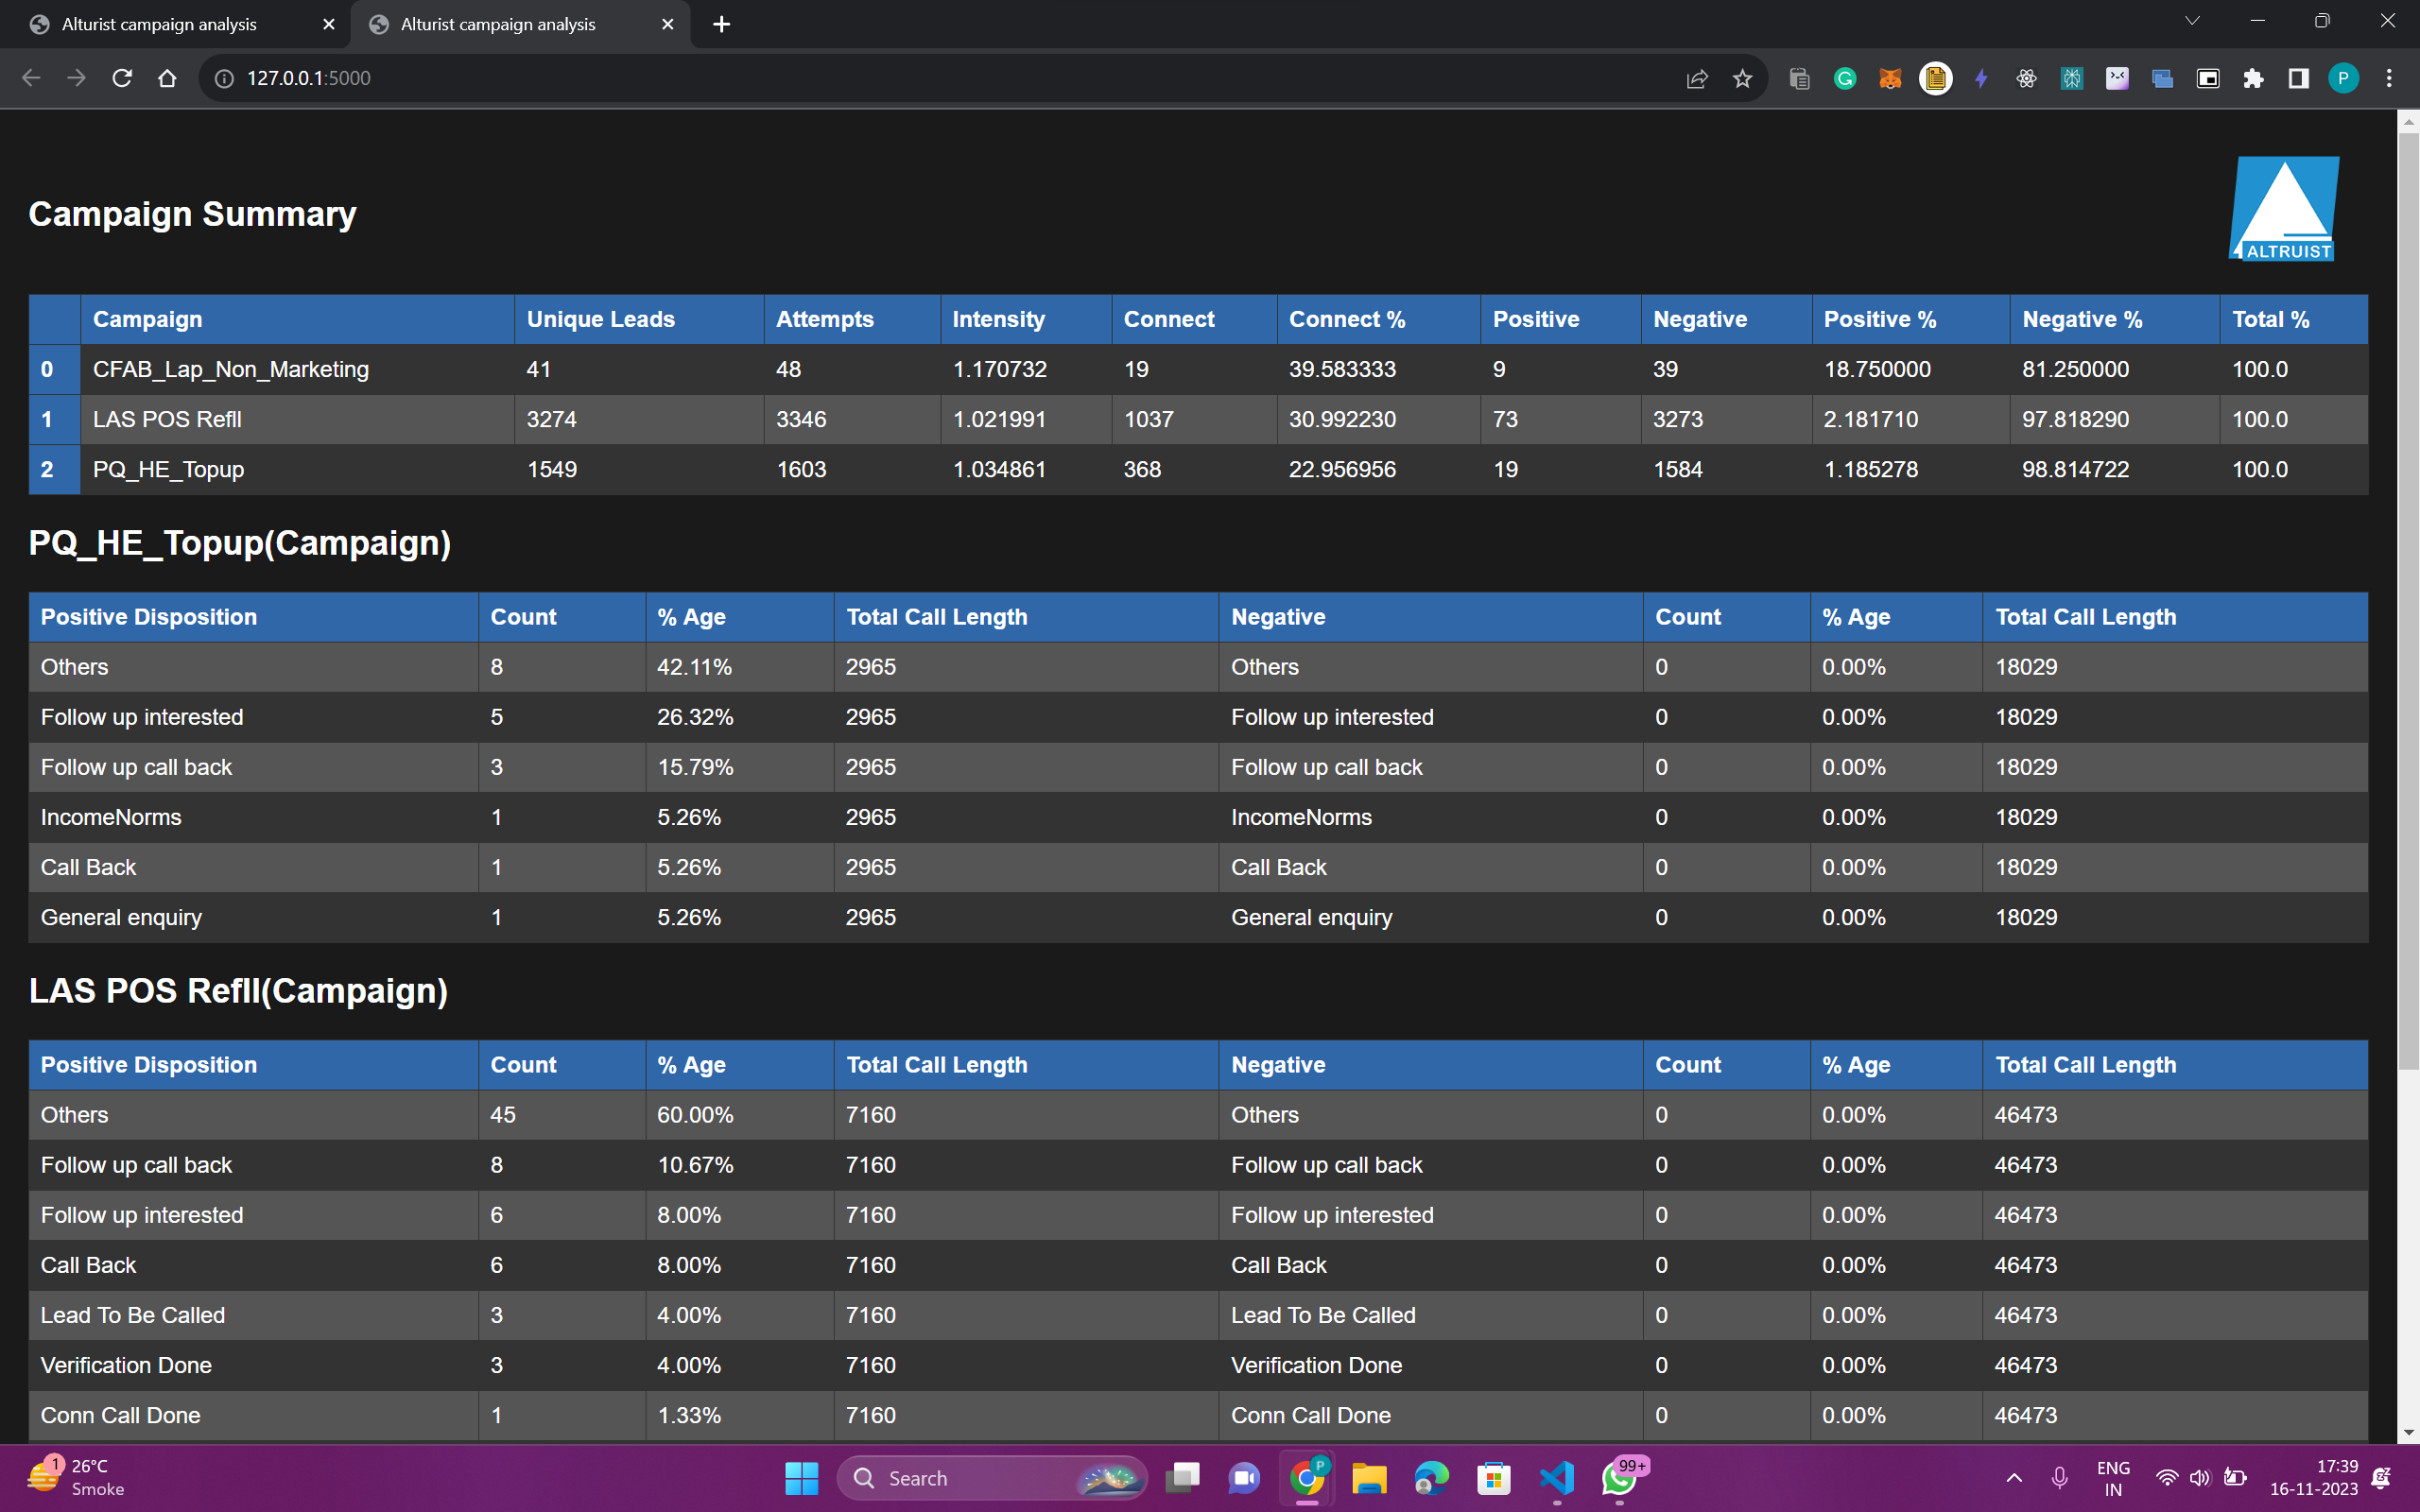 Alturist campaign analysis Alturist campaign analysis
127.0.0.1:5000
P
Campaign Summary
ALTRUIST
Campaign Unique Leads Attempts Intensity Connect Connect % Positive Negative Positive % Negative % Total %
0 CFAB_Lap_Non_Marketing 41 48 1.170732 19 39.583333 9 39 18.750000 81.250000 100.0
1 LAS POS Refll 3274 3346 1.021991 1037 30.992230 73 3273 2.181710 97.818290 100.0
2 PQ_HE_Topup 1549 1603 1.034861 368 22.956956 19 1584 1.185278 98.814722 100.0
PQ_HE_Topup(Campaign)
Positive Disposition Count % Age Total Call Length Negative Count % Age Total Call Length
Others 8 42.11% 2965 Others 0 0.00% 18029
Follow up interested 5 26.32% 2965 Follow up interested 0 0.00% 18029
Follow up call back 3 15.79% 2965 Follow up call back 0 0.00% 18029
IncomeNorms 1 5.26% 2965 IncomeNorms 0 0.00% 18029
Call Back 1 5.26% 2965 Call Back 0 0.00% 18029
General enquiry 1 5.26% 2965 General enquiry 0 0.00% 18029
LAS POS Refll(Campaign)
Positive Disposition Count % Age Total Call Length Negative Count % Age Total Call Length
Others 45 60.00% 7160 Others 0 0.00% 46473
Follow up call back 8 10.67% 7160 Follow up call back 0 0.00% 46473
Follow up interested 6 8.00% 7160 Follow up interested 0 0.00% 46473
Call Back 6 8.00% 7160 Call Back 0 0.00% 46473
Lead To Be Called 3 4.00% 7160 Lead To Be Called 0 0.00% 46473
Verification Done 3 4.00% 7160 Verification Done 0 0.00% 46473
Conn Call Done 1 1.33% 7160 Conn Call Done 0 0.00% 46473
1 26°C
Smoke
Search
P
99+
ENG
IN
17:39
16-11-2023